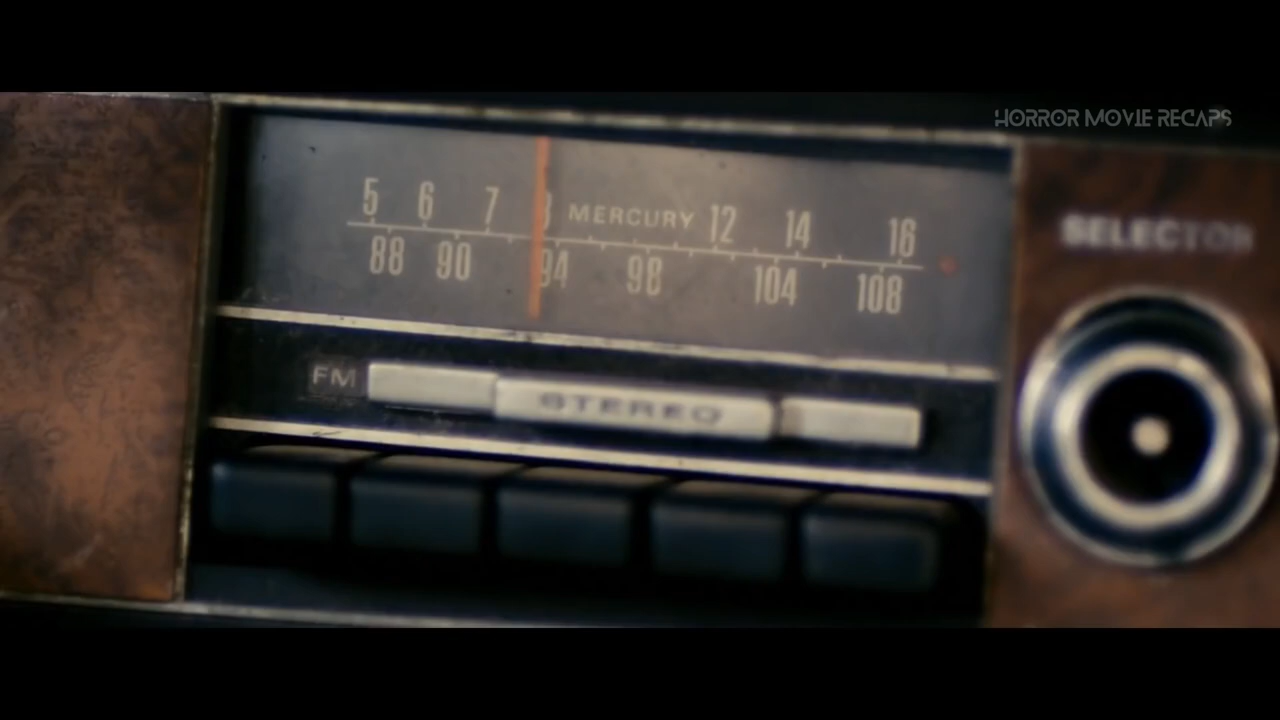 HORROR MOVIE RECAPS
5 6 7 8 MERCURY 12 14 16
88 90 94 98 104 108
SELECTOR
FM
STEREO